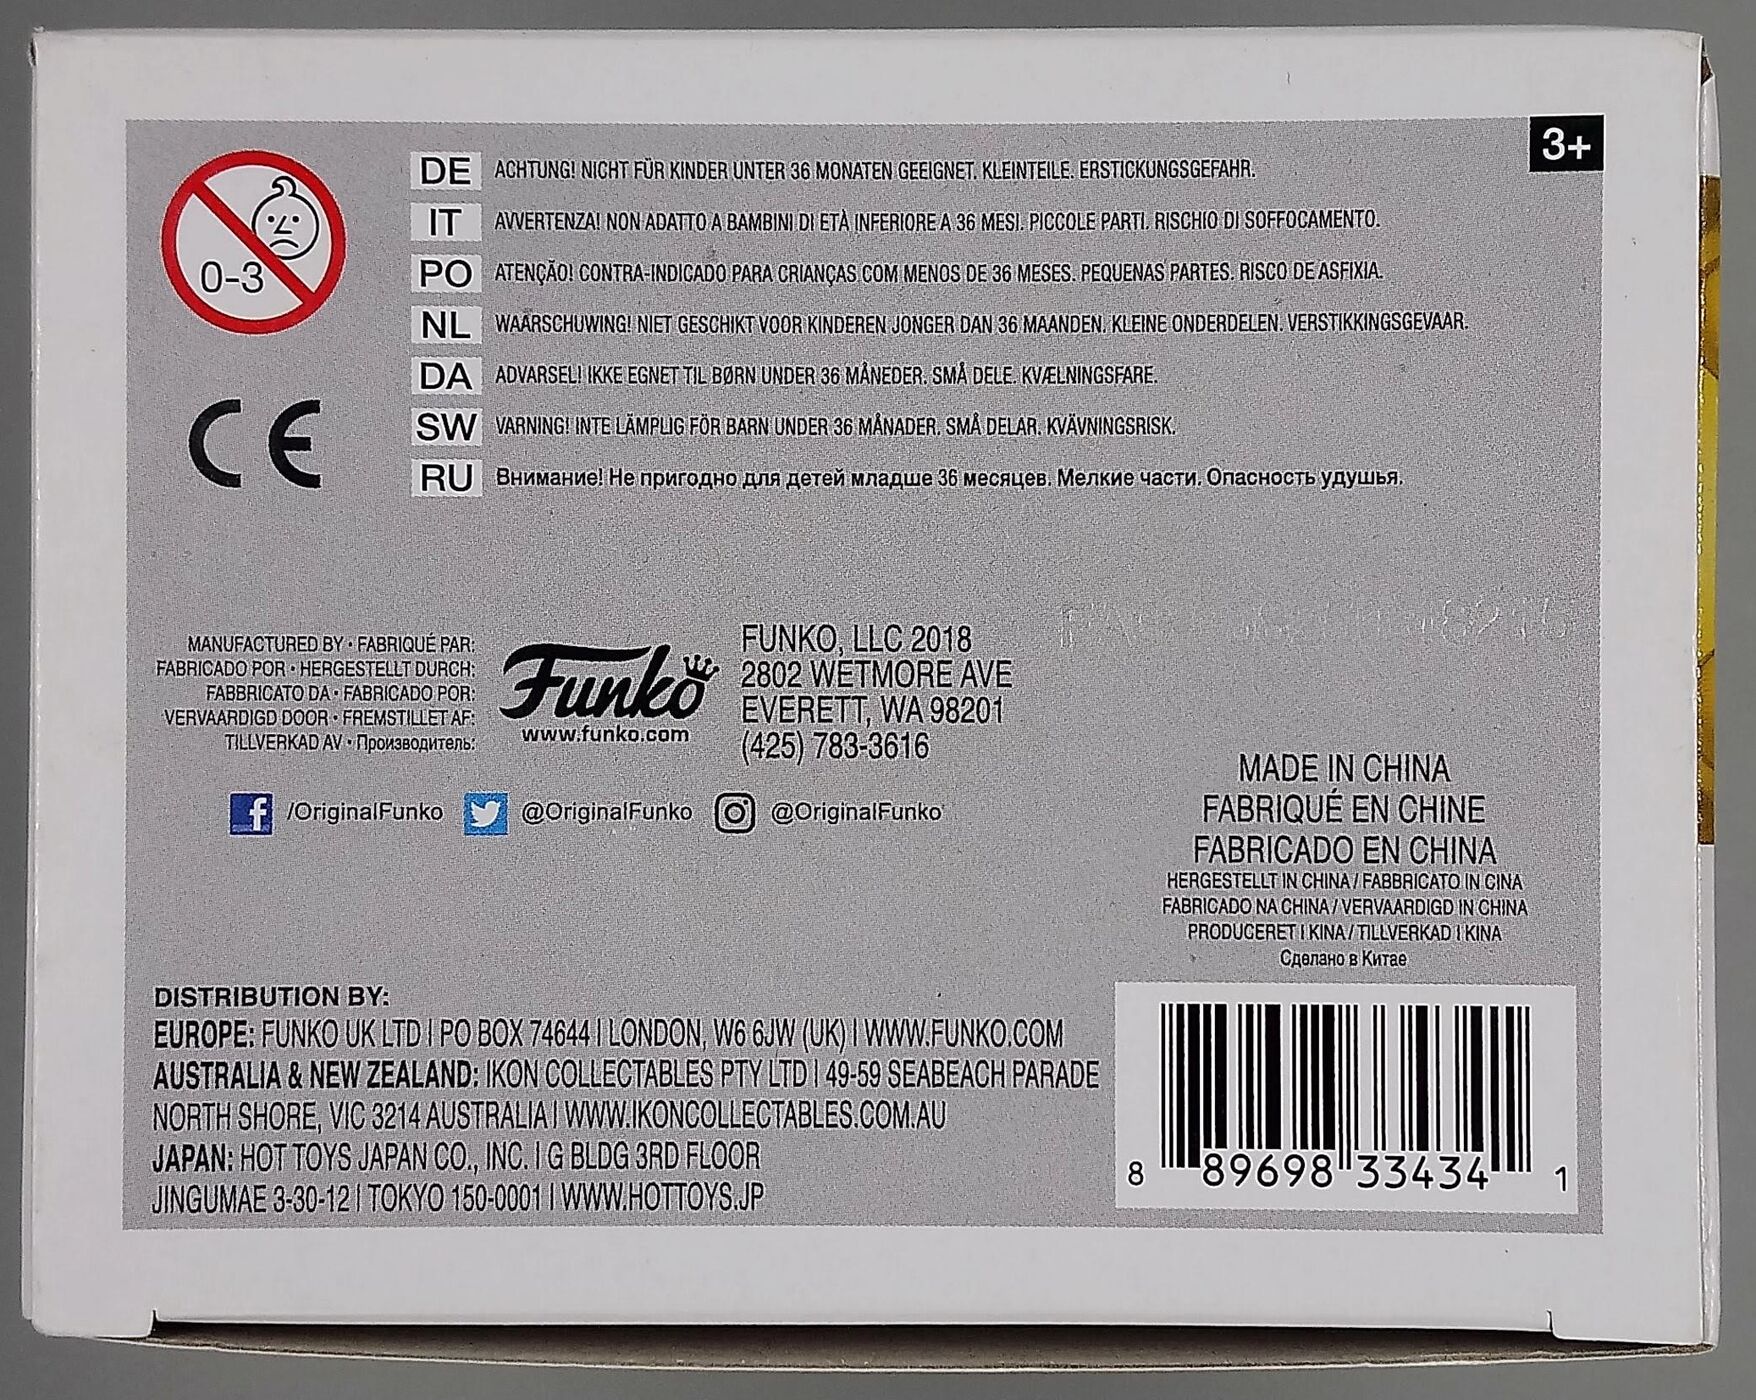 3+
0-3
DE ACHTUNG! NICHT FÜR KINDER UNTER 36 MONATEN GEEIGNET. KLEINTEILE. ERSTICKUNGSGEFAHR.
IT AVVERTENZA! NON ADATTO A BAMBINI DI ETÀ INFERIORE A 36 MESI. PICCOLE PARTI. RISCHIO DI SOFFOCAMENTO.
PO ATENÇÃO! CONTRA-INDICADO PARA CRIANÇAS COM MENOS DE 36 MESES. PEQUENAS PARTES. RISCO DE ASFIXIA.
NL WAARSCHUWING! NIET GESCHIKT VOOR KINDEREN JONGER DAN 36 MAANDEN. KLEINE ONDERDELEN. VERSTIKKINGSGEVAAR.
DA ADVARSEL! IKKE EGNET TIL BØRN UNDER 36 MÅNEDER. SMÅ DELE. KVÆLNINGSFARE.
SW VARNING! INTE LÄMPLIG FÖR BARN UNDER 36 MÅNADER. SMÅ DELAR. KVÄVNINGSRISK.
RU Внимание! Не пригодно для детей младше 36 месяцев. Мелкие части. Опасность удушья.
CE
MANUFACTURED BY • FABRIQUÉ PAR:
FABRICADO POR • HERGESTELLT DURCH:
FABBRICATO DA • FABRICADO POR:
VERVAARDIGD DOOR • FREMSTILLET AF:
TILLVERKAD AV • Производитель:
Funko
www.funko.com
FUNKO, LLC 2018
2802 WETMORE AVE
EVERETT, WA 98201
(425) 783-3616
/OriginalFunko @OriginalFunko @OriginalFunko
MADE IN CHINA
FABRIQUÉ EN CHINE
FABRICADO EN CHINA
HERGESTELLT IN CHINA / FABBRICATO IN CINA
FABRICADO NA CHINA / VERVAARDIGD IN CHINA
PRODUCERET I KINA / TILLVERKAD I KINA
Сделано в Китае
DISTRIBUTION BY:
EUROPE: FUNKO UK LTD | PO BOX 74644 | LONDON, W6 6JW (UK) | WWW.FUNKO.COM
AUSTRALIA & NEW ZEALAND: IKON COLLECTABLES PTY LTD | 49-59 SEABEACH PARADE
NORTH SHORE, VIC 3214 AUSTRALIA | WWW.IKONCOLLECTABLES.COM.AU
JAPAN: HOT TOYS JAPAN CO., INC. | G BLDG 3RD FLOOR
JINGUMAE 3-30-12 | TOKYO 150-0001 | WWW.HOTTOYS.JP
8 89698 33434 1